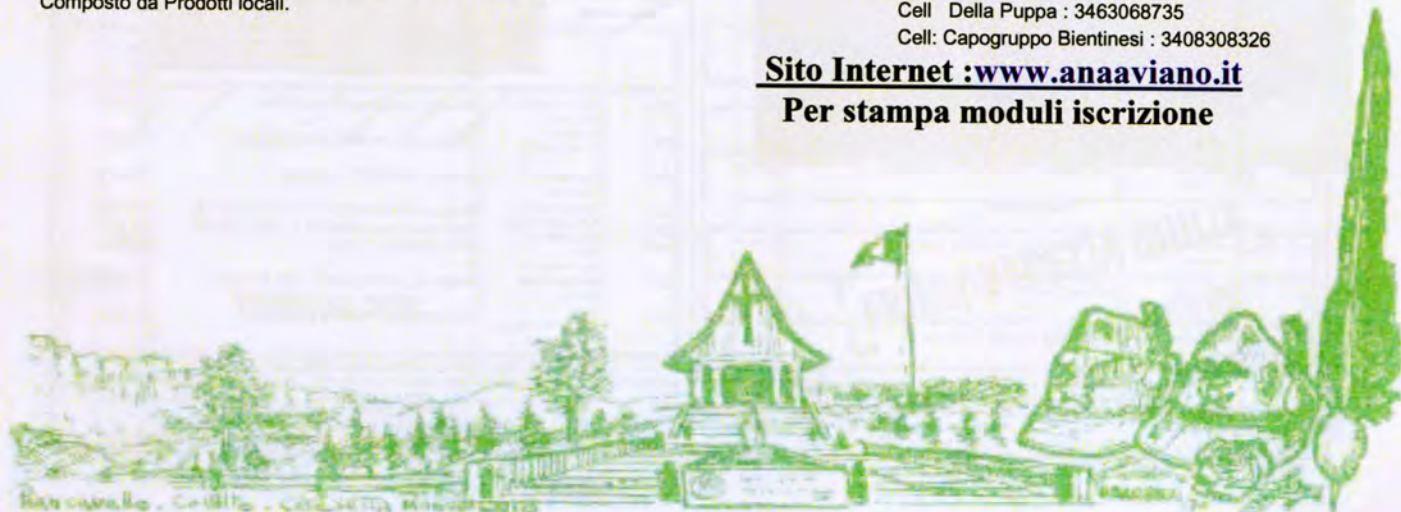 Composto da Prodotti locali.
Cell Della Puppa : 3463068735
Cell: Capogruppo Bientinesi : 3408308326
Sito Internet :www.anaaviano.it
Per stampa moduli iscrizione